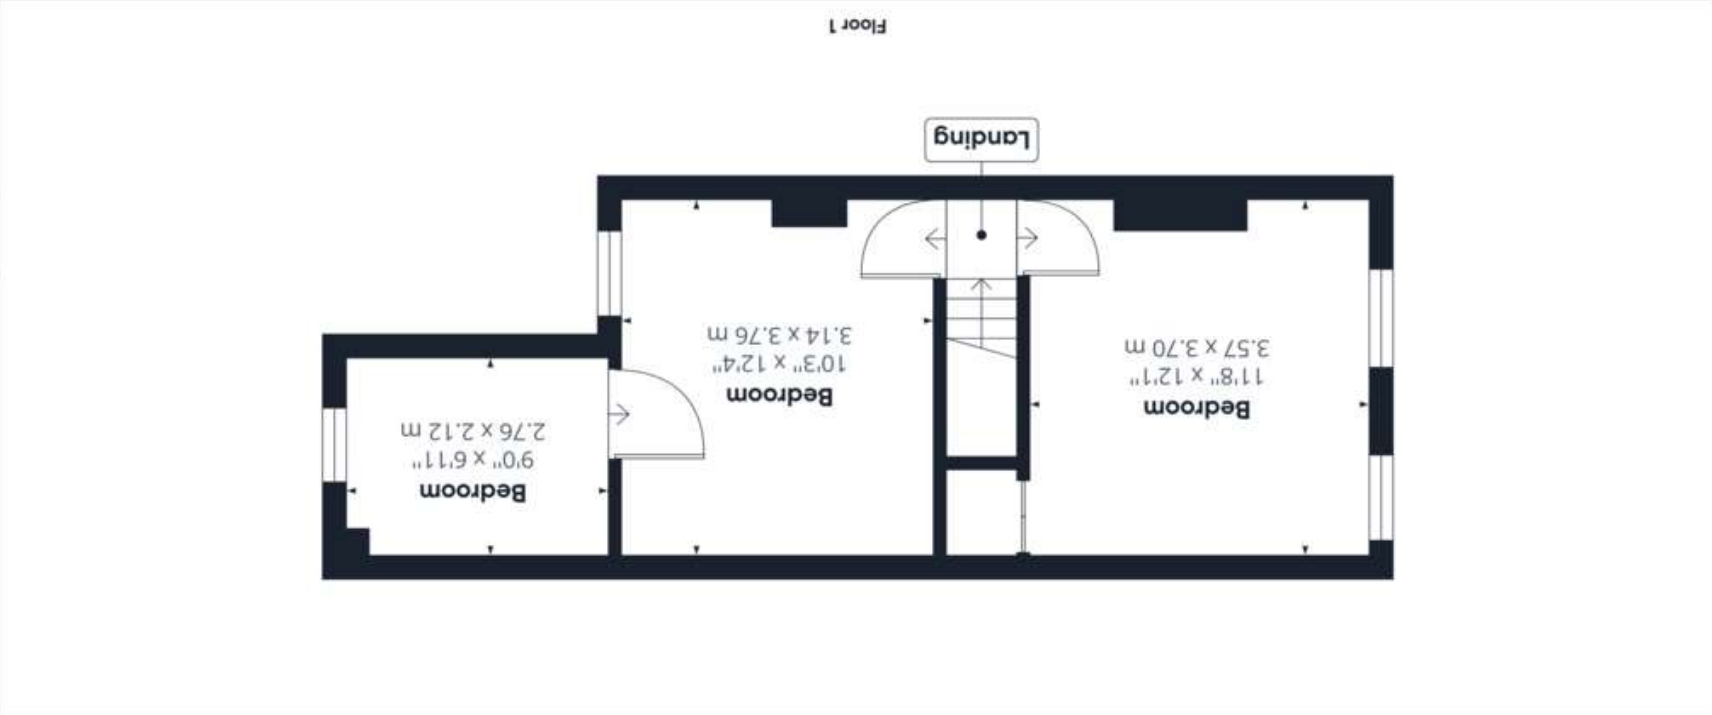 Bedroom
9'0" x 6'11"
2.76 x 2.12 m
Bedroom
11'8" x 12'1"
3.57 x 3.70 m
Bedroom
10'3" x 12'4"
3.14 x 3.76 m
Landing
Floor 1